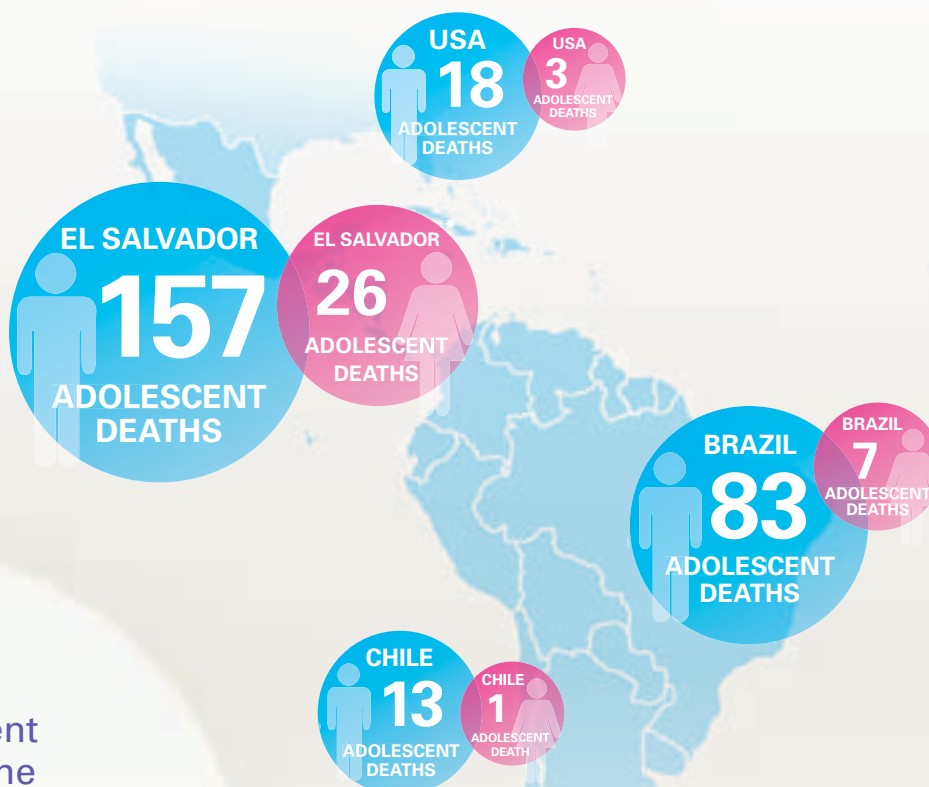 USA
18
ADOLESCENT
DEATHS
USA
3
ADOLESCENT
DEATHS
EL SALVADOR
157
ADOLESCENT
DEATHS
EL SALVADOR
26
ADOLESCENT
DEATHS
BRAZIL
83
ADOLESCENT
DEATHS
BRAZIL
7
ADOLESCENT
DEATHS
CHILE
13
ADOLESCENT
DEATHS
CHILE
1
ADOLESCENT
DEATH